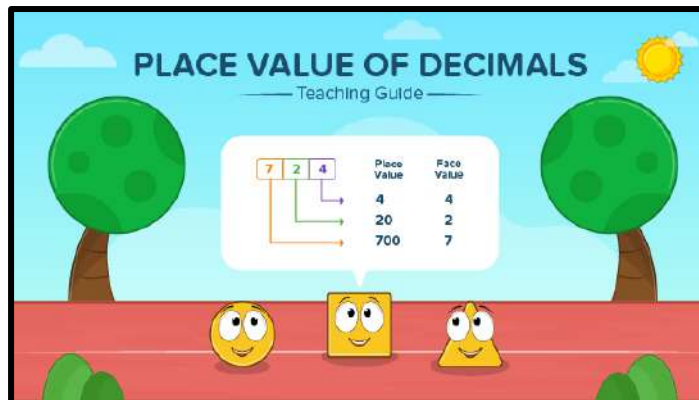 PLACE VALUE OF DECIMALS
Teaching Guide
7 2 4 Place Value Face Value
4 4
20 2
700 7